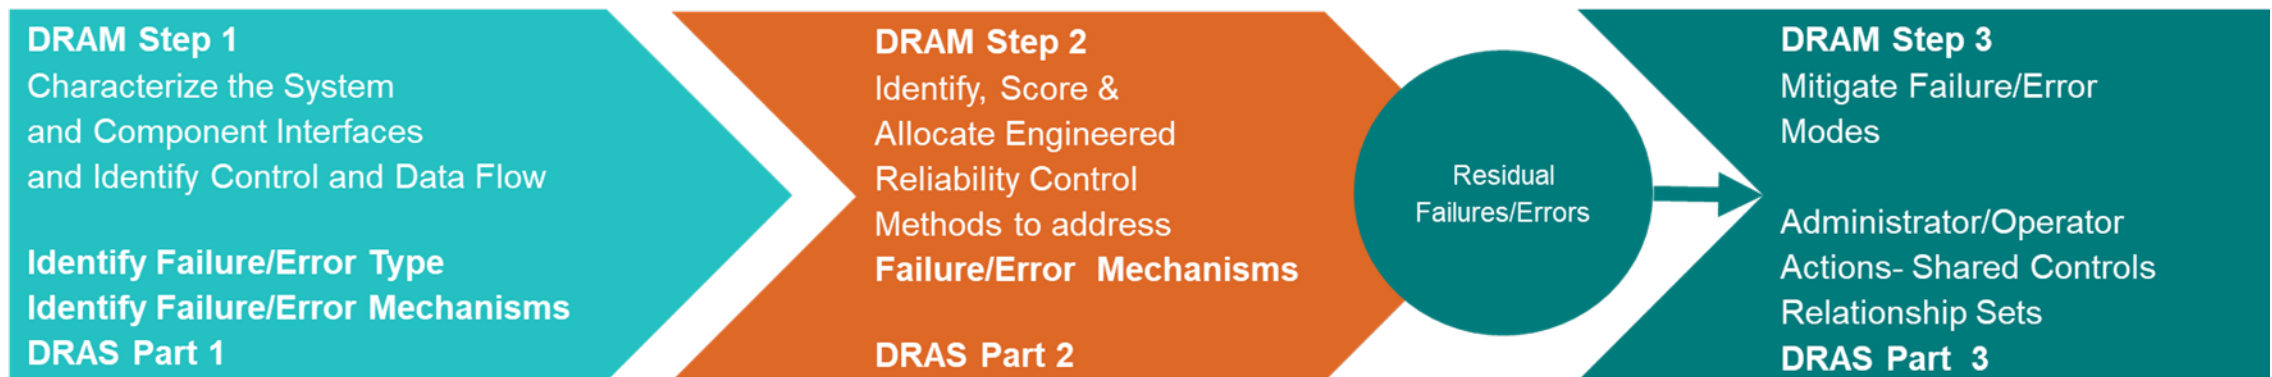 DRAM Step 1
Characterize the System
and Component Interfaces
and Identify Control and Data Flow
Identify Failure/Error Type
Identify Failure/Error Mechanisms
DRAS Part 1
DRAM Step 2
Identify, Score &
Allocate Engineered
Reliability Control
Methods to address
Failure/Error Mechanisms
DRAS Part 2
Residual
Failures/Errors
DRAM Step 3
Mitigate Failure/Error
Modes
Administrator/Operator
Actions- Shared Controls
Relationship Sets
DRAS Part 3